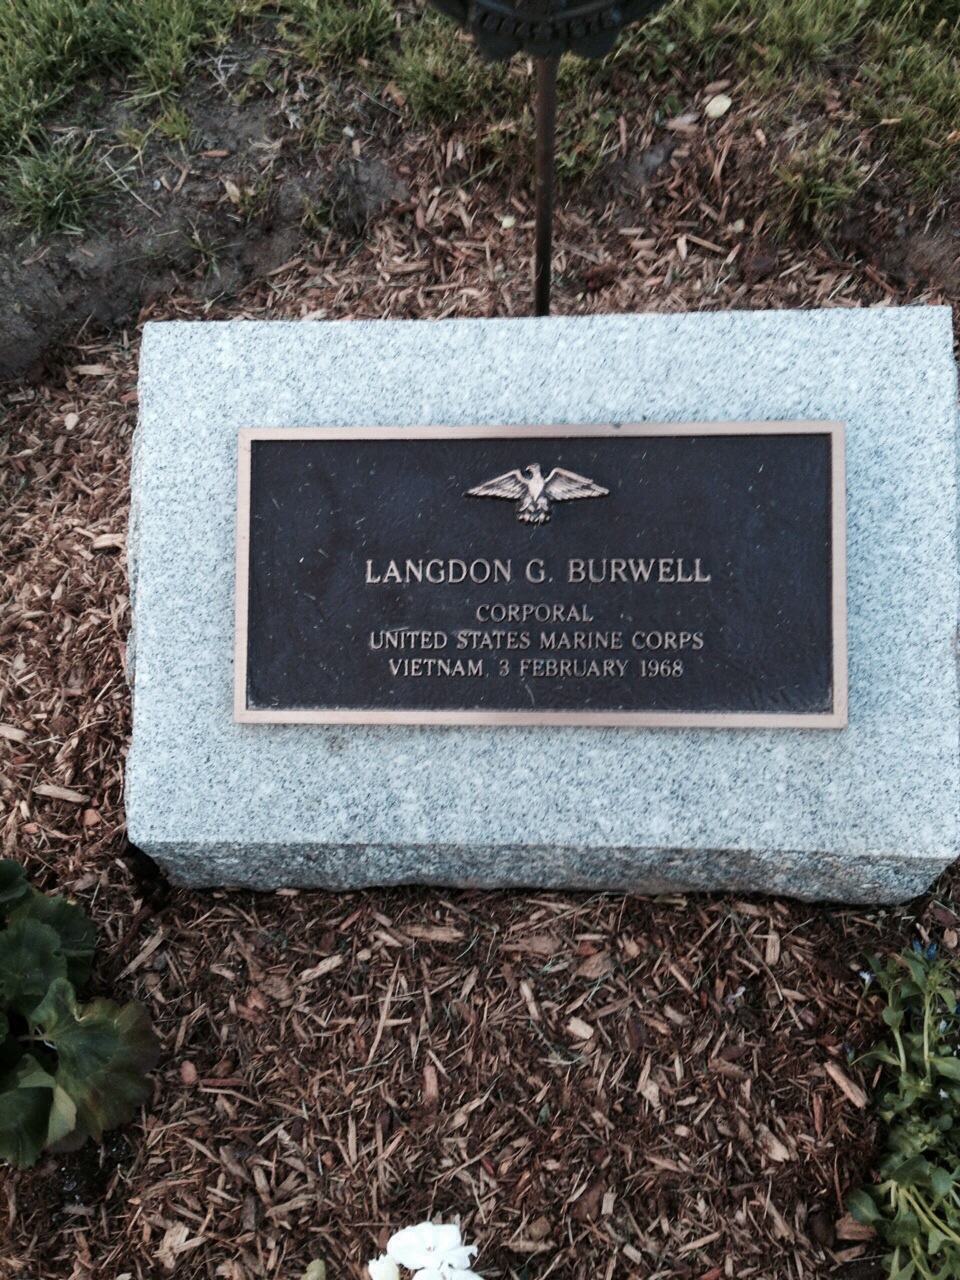 LANGDON G. BURWELL
CORPORAL
UNITED STATES MARINE CORPS
VIETNAM, 3 FEBRUARY 1968